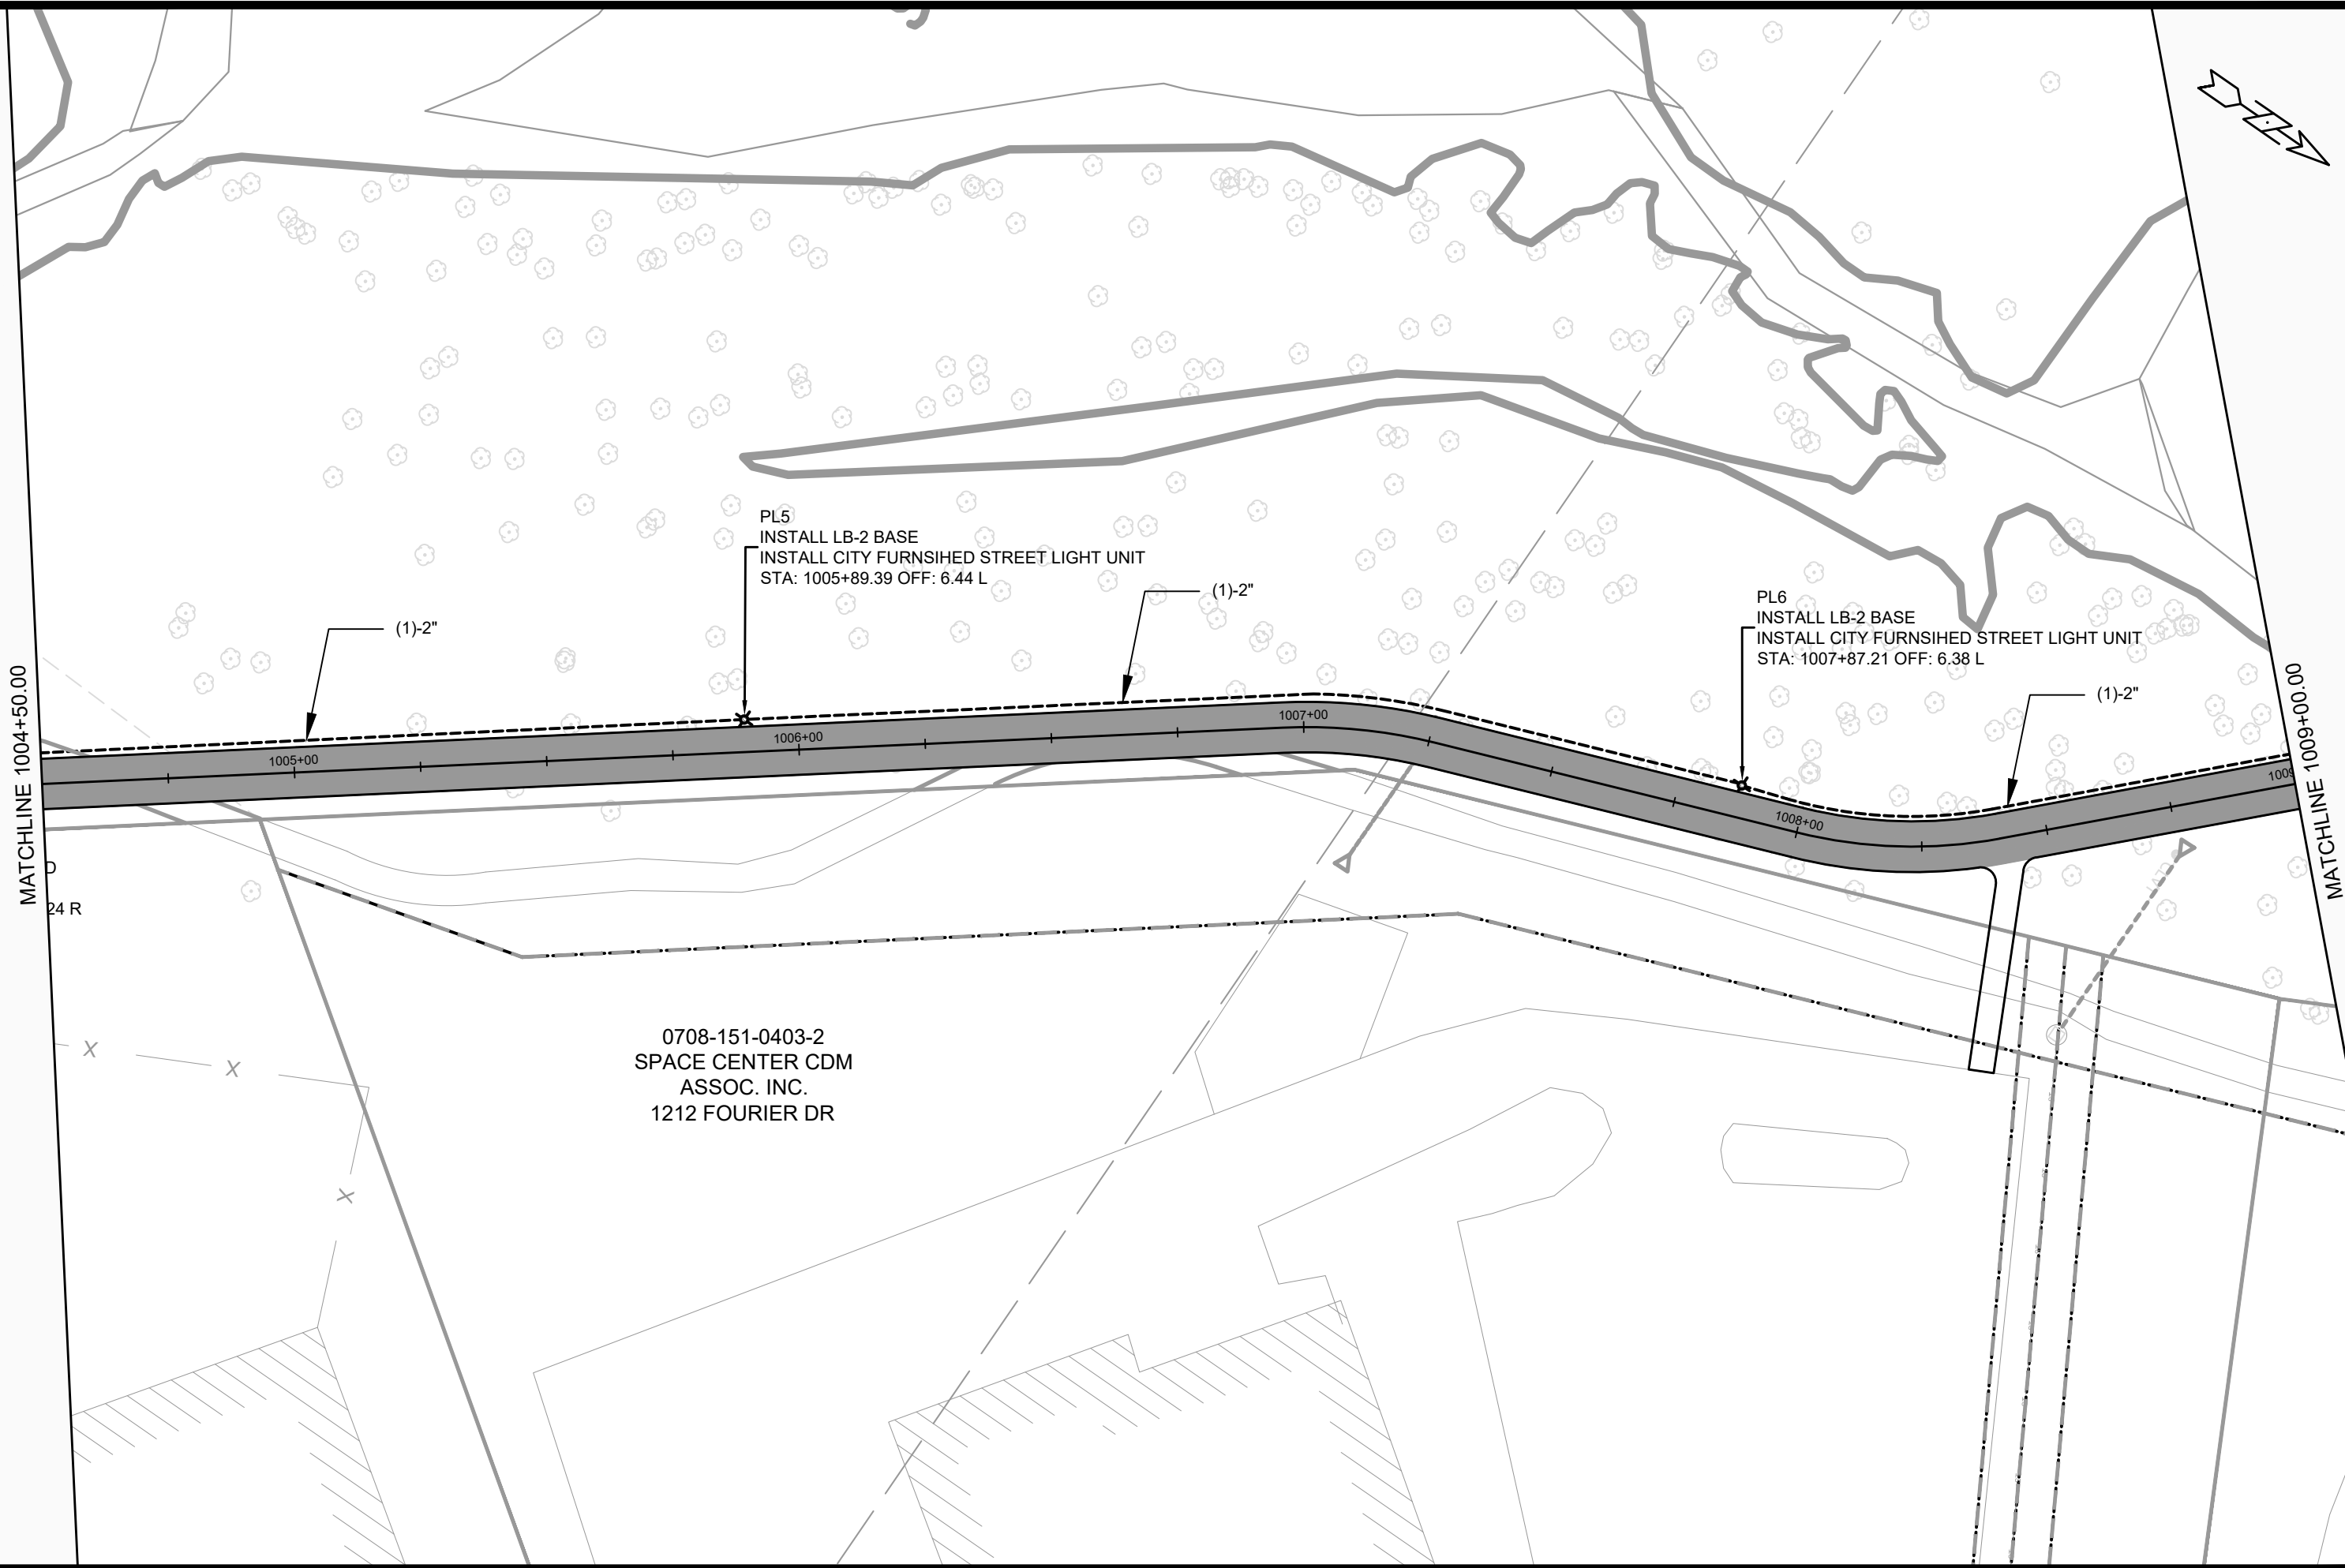 PL5
INSTALL LB-2 BASE
INSTALL CITY FURNSIHED STREET LIGHT UNIT
STA: 1005+89.39 OFF: 6.44 L
(1)-2"
(1)-2"
PL6
INSTALL LB-2 BASE
INSTALL CITY FURNSIHED STREET LIGHT UNIT
STA: 1007+87.21 OFF: 6.38 L
(1)-2"
MATCHLINE 1004+50.00
MATCHLINE 1009+00.00
1005+00
1006+00
1007+00
1008+00
1009
D
24 R
X
X
X
0708-151-0403-2
SPACE CENTER CDM
ASSOC. INC.
1212 FOURIER DR